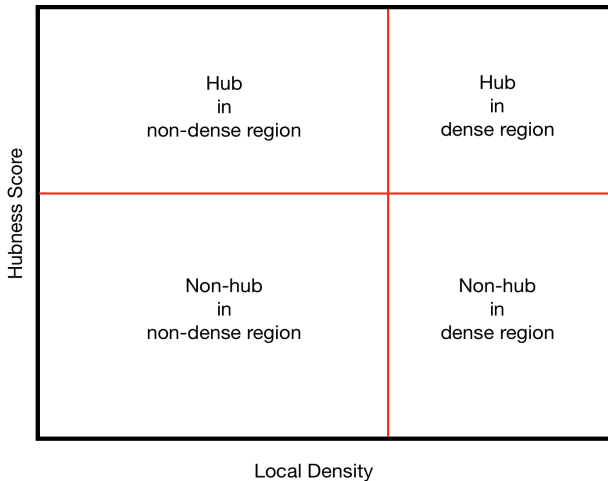 Hub
in
non-dense region
Hub
in
dense region
Hubness Score
Non-hub
in
non-dense region
Non-hub
in
dense region
Local Density